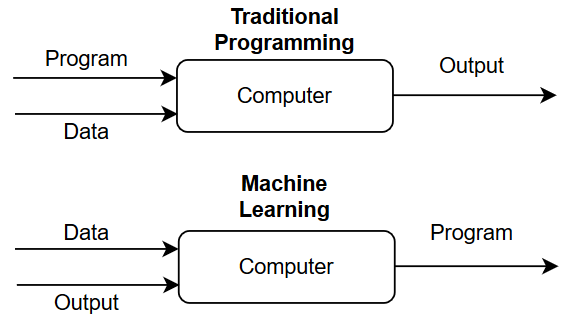 Traditional
Programming
Program
Computer
Output
Data
Machine
Learning
Data
Computer
Program
Output